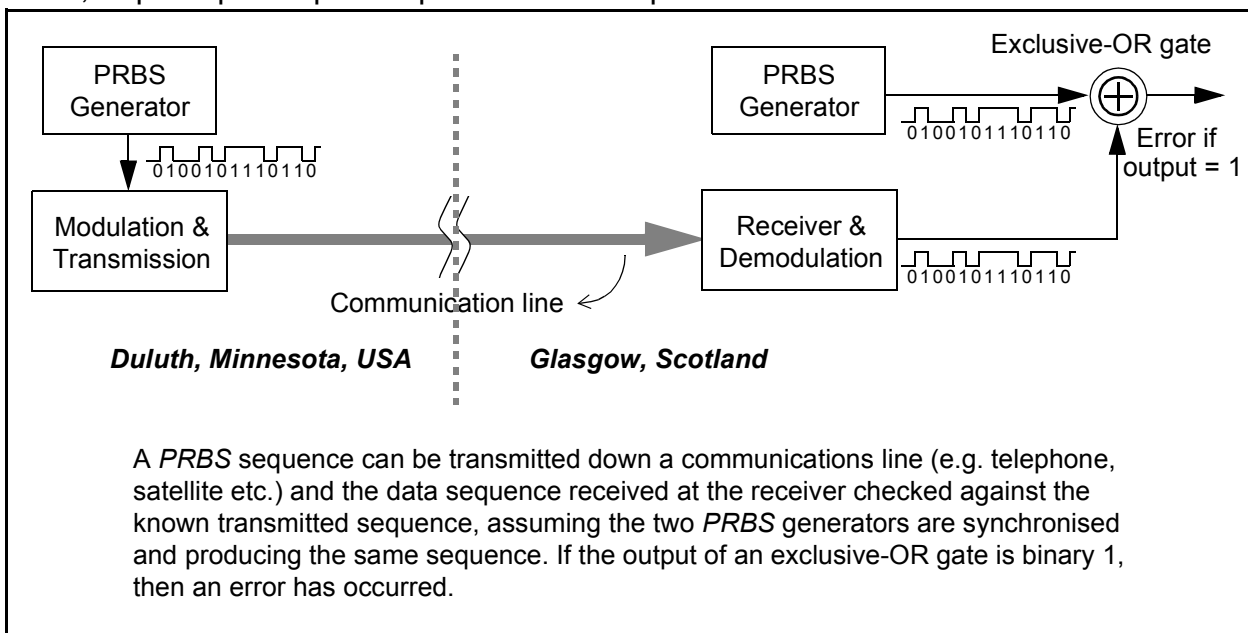 Exclusive-OR gate
PRBS
Generator
PRBS
Generator
0100101110110
0100101110110
Error if
output = 1
Modulation &
Transmission
Receiver &
Demodulation
0100101110110
Communication line
Duluth, Minnesota, USA
Glasgow, Scotland
A PRBS sequence can be transmitted down a communications line (e.g. telephone,
satellite etc.) and the data sequence received at the receiver checked against the
known transmitted sequence, assuming the two PRBS generators are synchronised
and producing the same sequence. If the output of an exclusive-OR gate is binary 1,
then an error has occurred.